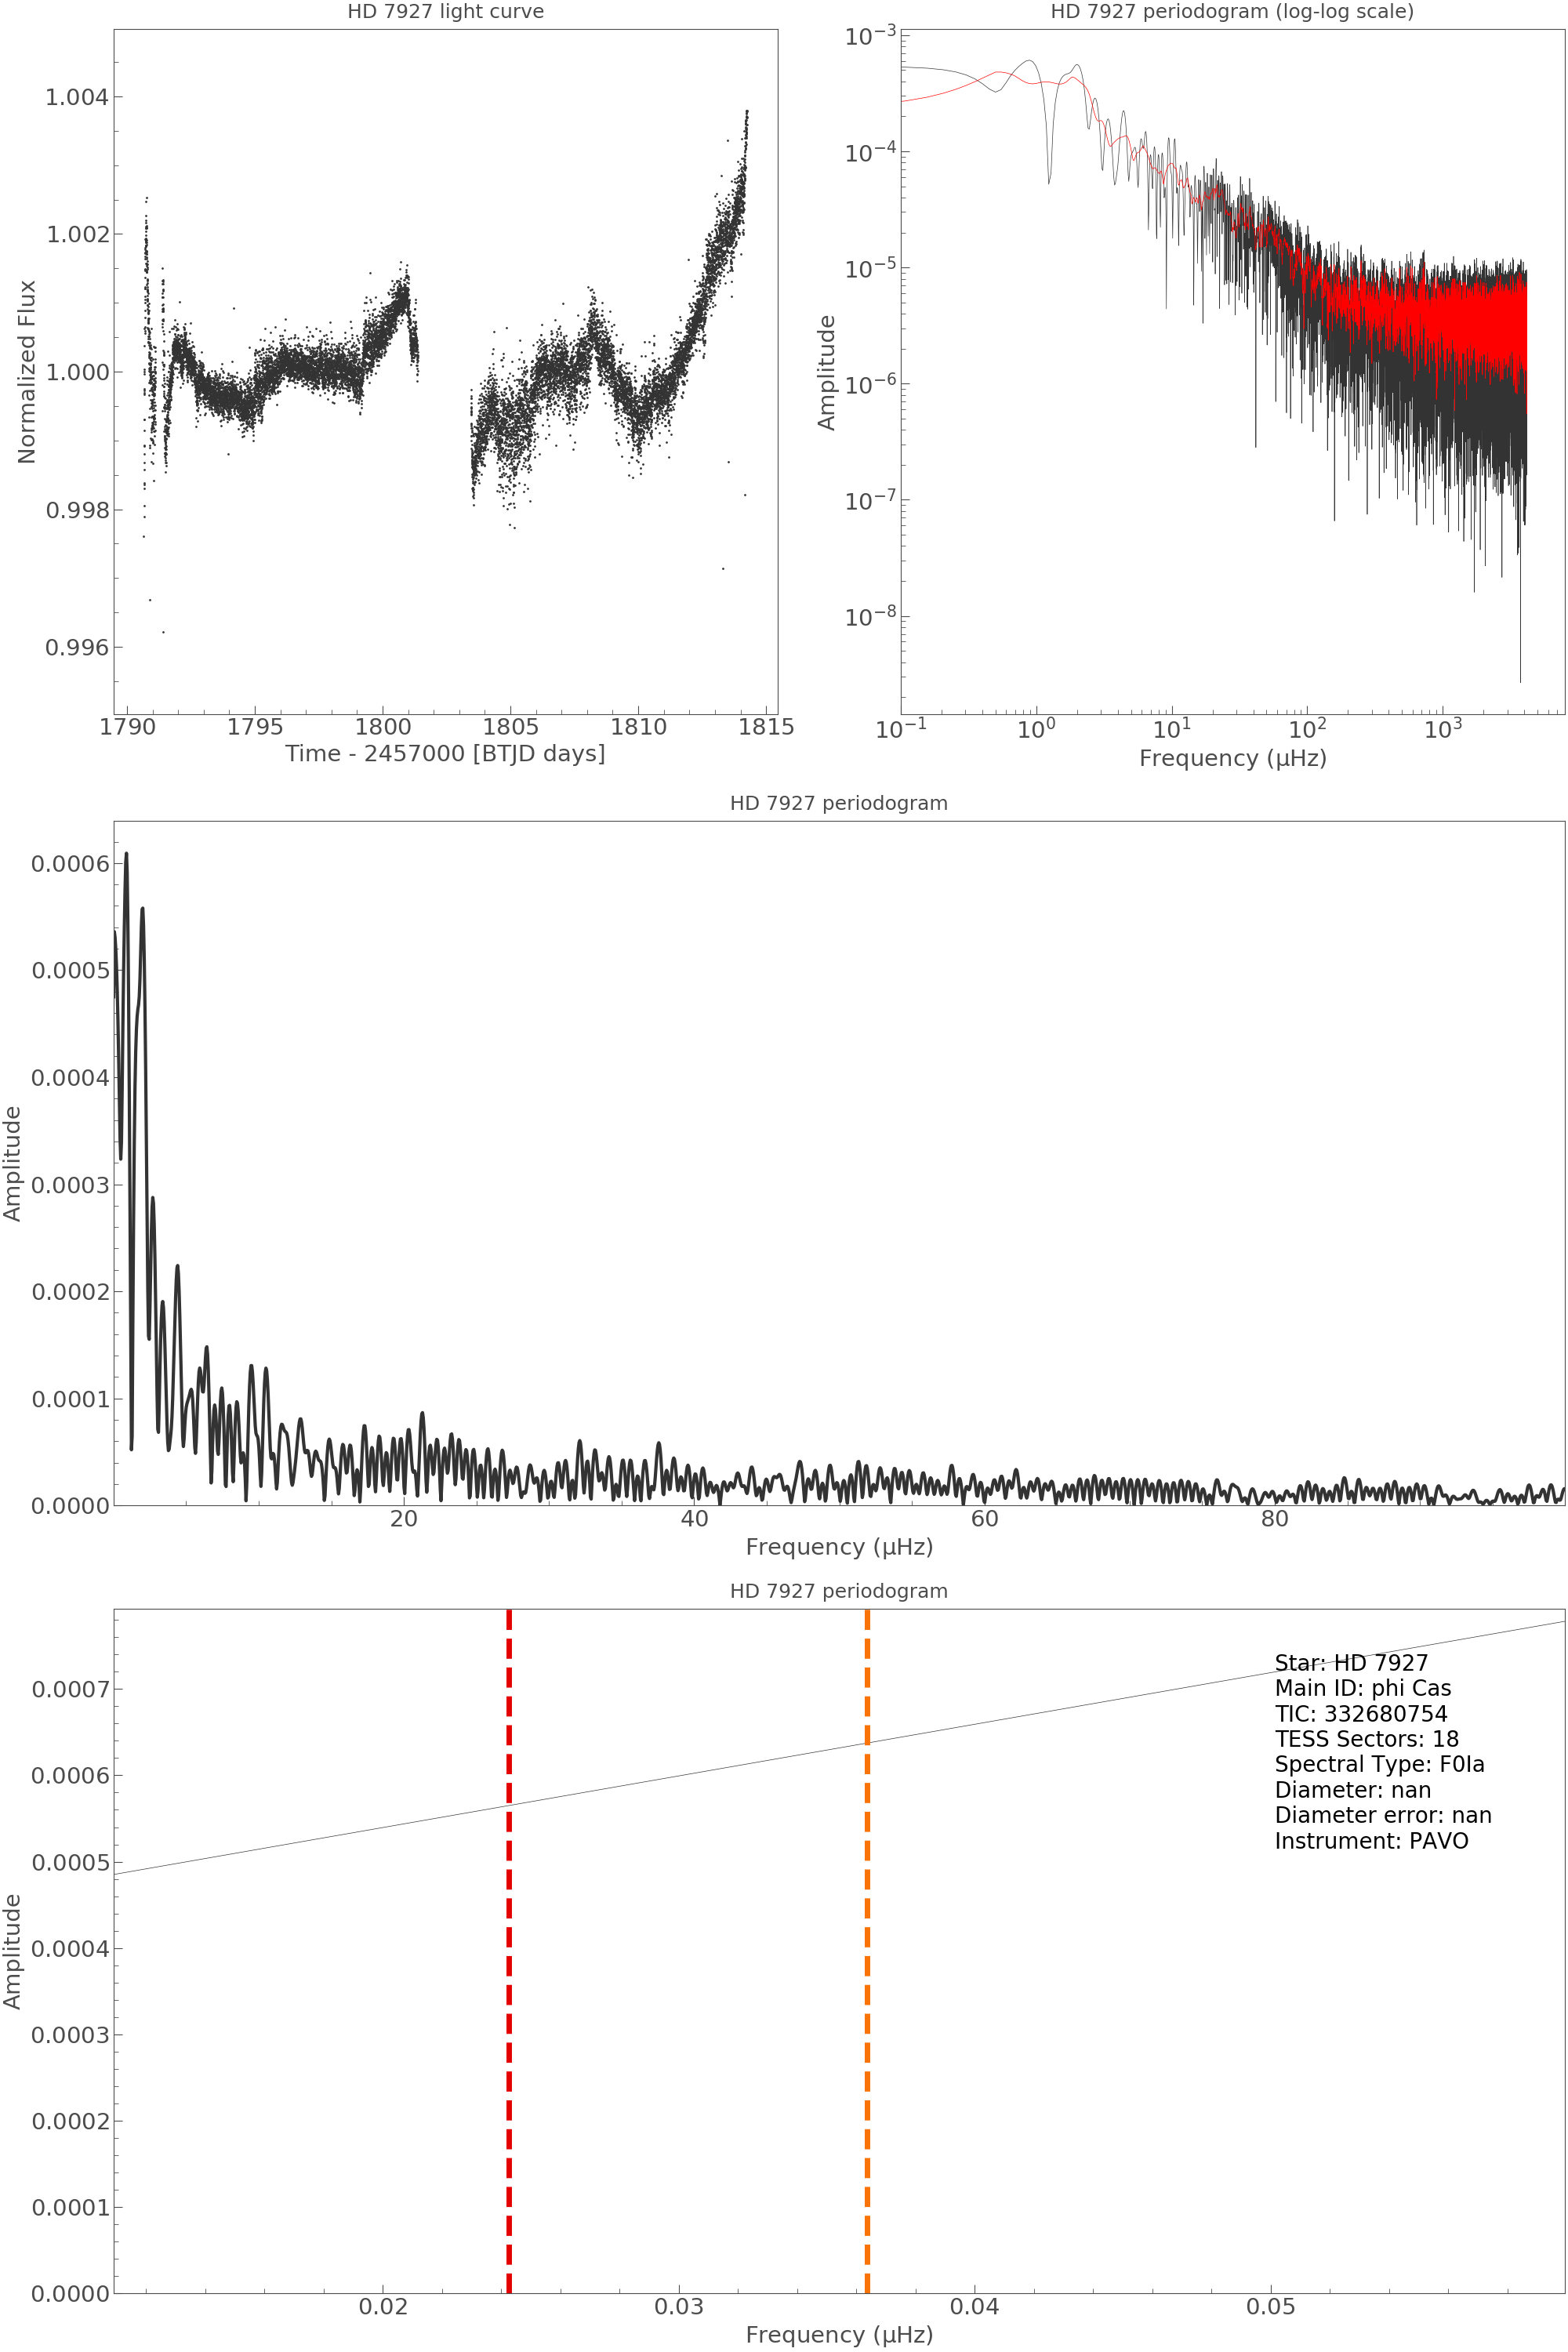 HD 7927 light curve
1.004
1.002
1.000
0.998
0.996
Normalized Flux
1790 1795 1800 1805 1810 1815
Time - 2457000 [BTJD days]
HD 7927 periodogram (log-log scale)
10⁻³
10⁻⁴
10⁻⁵
10⁻⁶
10⁻⁷
10⁻⁸
Amplitude
10⁻¹ 10⁰ 10¹ 10² 10³
Frequency (µHz)
HD 7927 periodogram
0.0006
0.0005
0.0004
0.0003
0.0002
0.0001
0.0000
Amplitude
20 40 60 80
Frequency (µHz)
HD 7927 periodogram
0.0007
0.0006
0.0005
0.0004
0.0003
0.0002
0.0001
0.0000
Amplitude
Star: HD 7927
Main ID: phi Cas
TIC: 332680754
TESS Sectors: 18
Spectral Type: F0Ia
Diameter: nan
Diameter error: nan
Instrument: PAVO
0.02 0.03 0.04 0.05
Frequency (µHz)